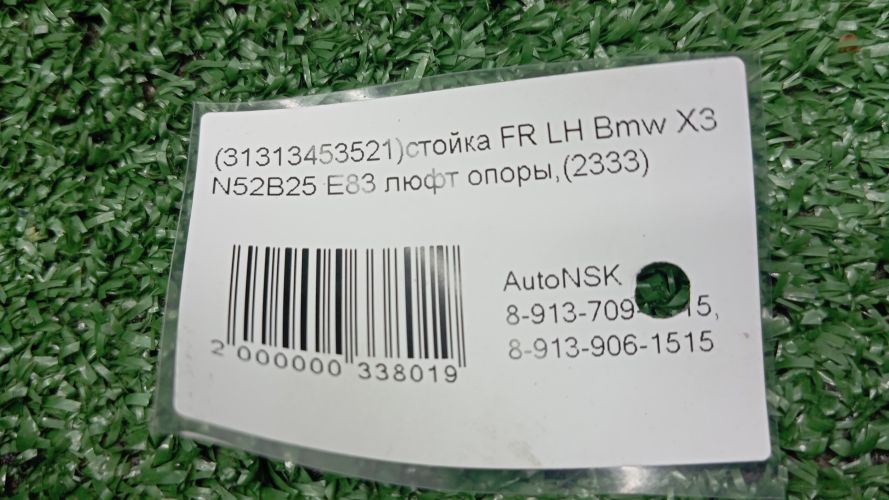 (31313453521)стойка FR LH Bmw X3
N52B25 E83 люфт опоры,(2333)
AutoNSK
8-913-906-1515
2 000000 338019